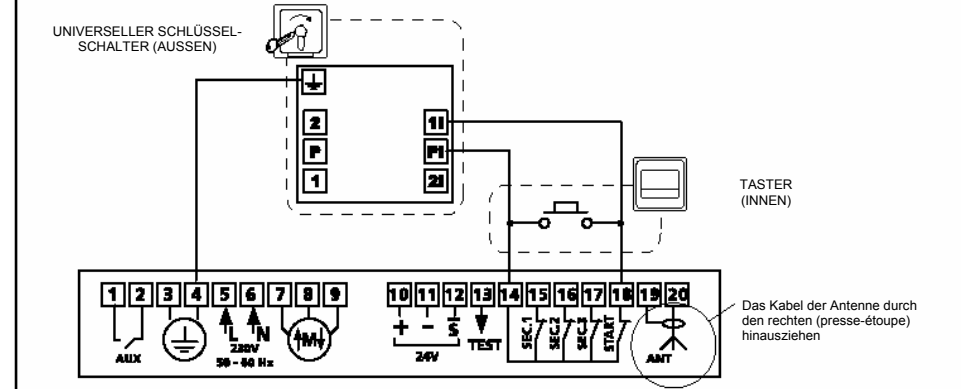 UNIVERSELLER SCHLÜSSEL-
SCHALTER (AUSSEN)
2
1I
P
PI
1
2I
TASTER
(INNEN)
1 2 3 4 5 6 7 8 9 10 11 12 13 14 15 16 17 18 19 20
AUX
L N
230V
50 - 60 Hz
M
+ - S
24V
TEST
SEC.1
SEC.2
SEC.3
START
ANT
Das Kabel der Antenne durch
den rechten (presse-étoupe)
hinausziehen